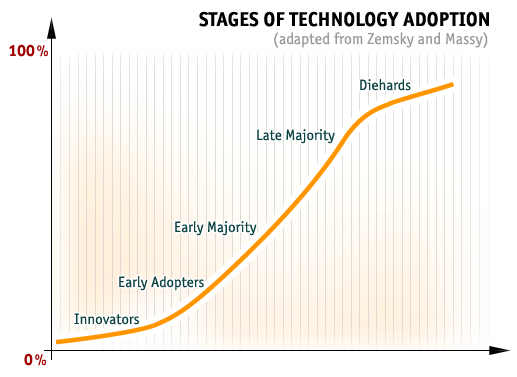 STAGES OF TECHNOLOGY ADOPTION
(adapted from Zemsky and Massy)
100%
Diehards
Late Majority
Early Majority
Early Adopters
Innovators
0%